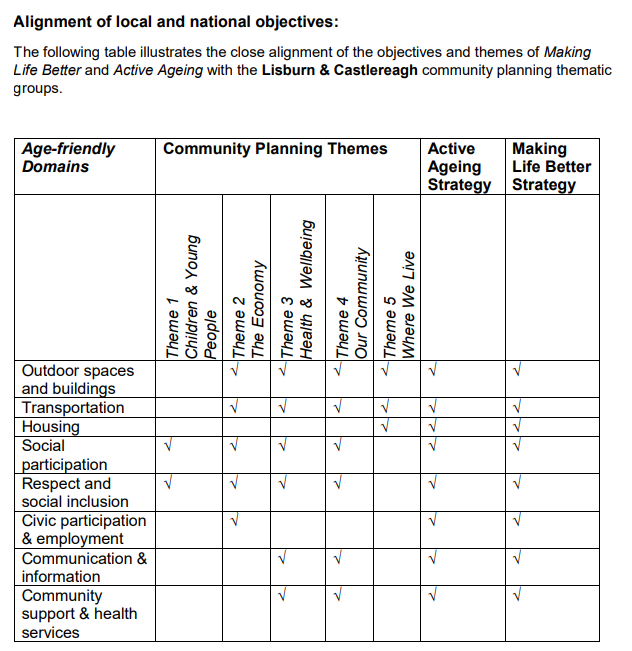 Alignment of local and national objectives:
The following table illustrates the close alignment of the objectives and themes of Making
Life Better and Active Ageing with the Lisburn & Castlereagh community planning thematic
groups.
Age-friendly
Domains
Community Planning Themes
Active
Ageing
Strategy
Making
Life Better
Strategy
Theme 1
Children & Young
People
Theme 2
The Economy
Theme 3
Health & Wellbeing
Theme 4
Our Community
Theme 5
Where We Live
Outdoor spaces
and buildings
√ √ √ √ √ √
Transportation √ √ √ √ √ √
Housing √ √ √
Social
participation
√ √ √ √ √ √
Respect and
social inclusion
√ √ √ √ √ √
Civic participation
& employment
√ √ √
Communication &
information
√ √ √ √
Community
support & health
services
√ √ √ √